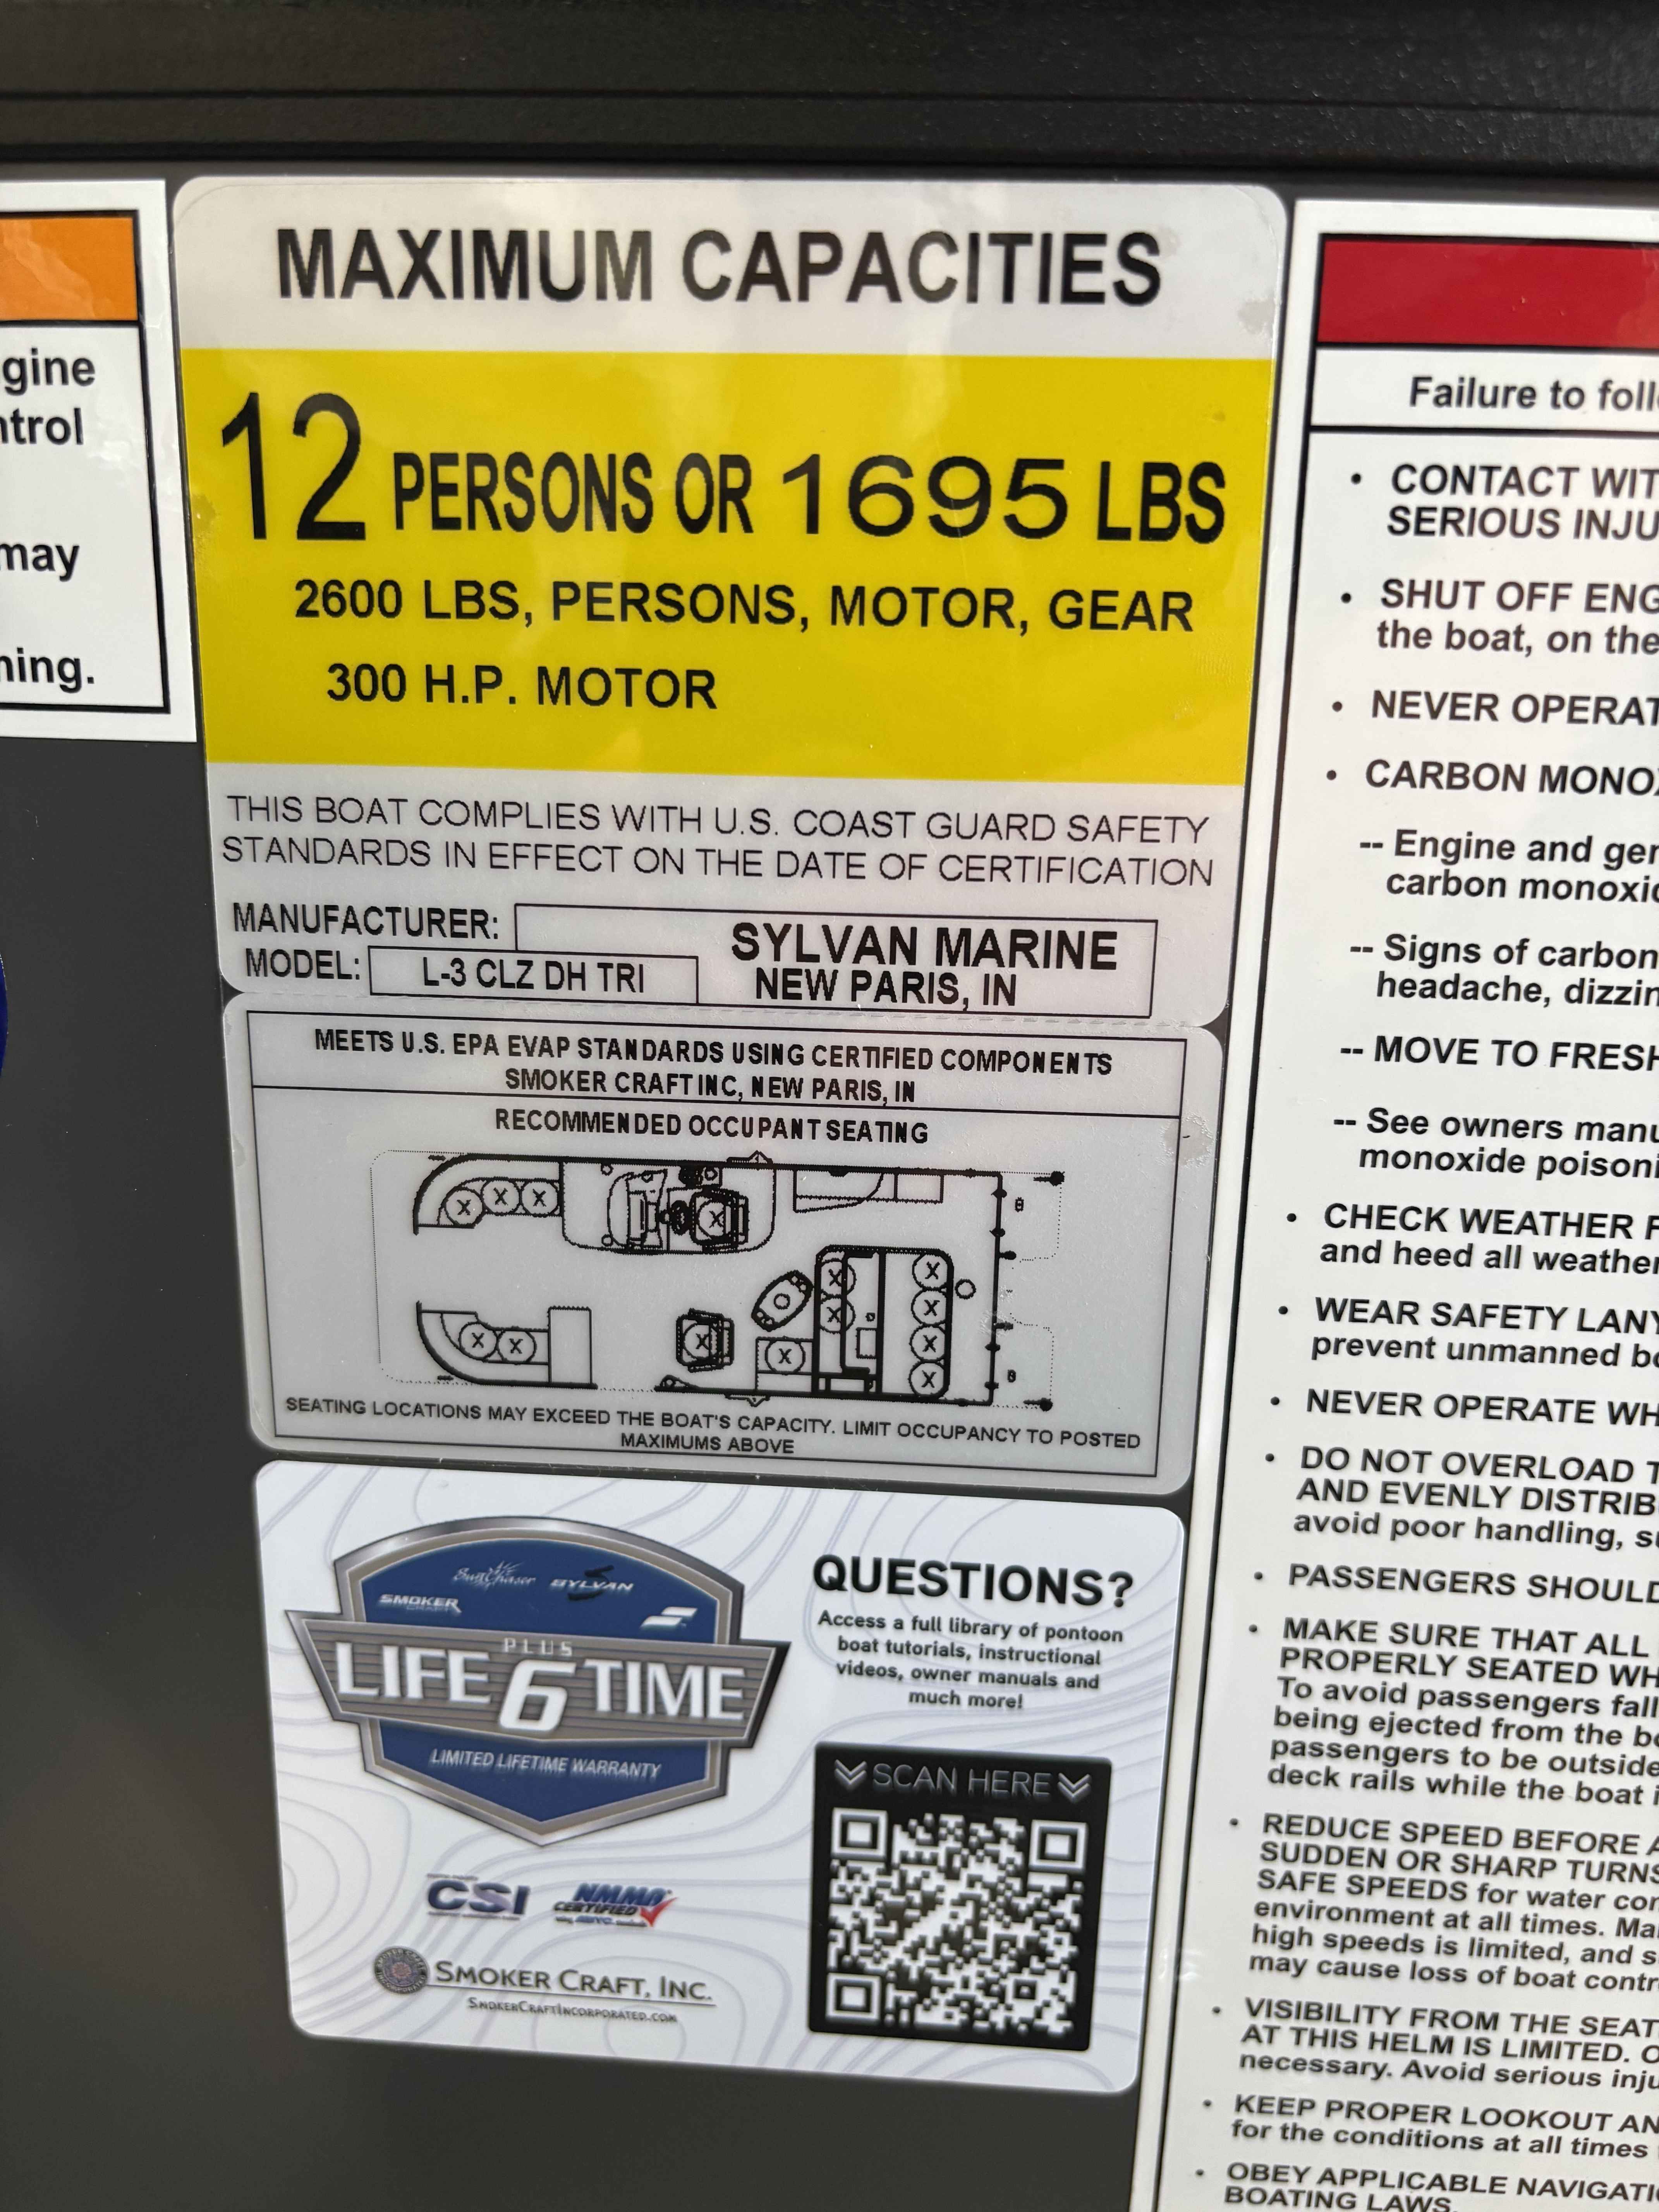 gine
ntrol
may
ning.
MAXIMUM CAPACITIES
12 PERSONS OR 1695 LBS
2600 LBS, PERSONS, MOTOR, GEAR
300 H.P. MOTOR
THIS BOAT COMPLIES WITH U.S. COAST GUARD SAFETY
STANDARDS IN EFFECT ON THE DATE OF CERTIFICATION
MANUFACTURER: SYLVAN MARINE
MODEL: L-3 CLZ DH TRI NEW PARIS, IN
MEETS U.S. EPA EVAP STANDARDS USING CERTIFIED COMPONENTS
SMOKER CRAFT INC, NEW PARIS, IN
RECOMMENDED OCCUPANT SEATING
X X X X
X X
X X X X
X X X X
SEATING LOCATIONS MAY EXCEED THE BOAT'S CAPACITY. LIMIT OCCUPANCY TO POSTED
MAXIMUMS ABOVE
SunChaser SYLVAN
SMOKER CRAFT
PLUS
LIFE 6 TIME
LIMITED LIFETIME WARRANTY
CSI NMMA
CERTIFIED
SMOKER CRAFT, INC.
SMOKERCRAFTINCORPORATED.COM
QUESTIONS?
Access a full library of pontoon
boat tutorials, instructional
videos, owner manuals and
much more!
SCAN HERE
Failure to foll
• CONTACT WIT
SERIOUS INJU
• SHUT OFF ENG
the boat, on the
• NEVER OPERAT
• CARBON MONOX
-- Engine and gen
carbon monoxid
-- Signs of carbon
headache, dizzin
-- MOVE TO FRESH
-- See owners manu
monoxide poisoni
• CHECK WEATHER F
and heed all weather
• WEAR SAFETY LANY
prevent unmanned bo
• NEVER OPERATE WH
• DO NOT OVERLOAD T
AND EVENLY DISTRIB
avoid poor handling, su
• PASSENGERS SHOULD
• MAKE SURE THAT ALL
PROPERLY SEATED WH
To avoid passengers fall
being ejected from the bo
passengers to be outside
deck rails while the boat i
• REDUCE SPEED BEFORE A
SUDDEN OR SHARP TURNS
SAFE SPEEDS for water con
environment at all times. Ma
high speeds is limited, and s
may cause loss of boat contr
• VISIBILITY FROM THE SEAT
AT THIS HELM IS LIMITED. O
necessary. Avoid serious inju
• KEEP PROPER LOOKOUT AN
for the conditions at all times
• OBEY APPLICABLE NAVIGATI
BOATING LAWS.